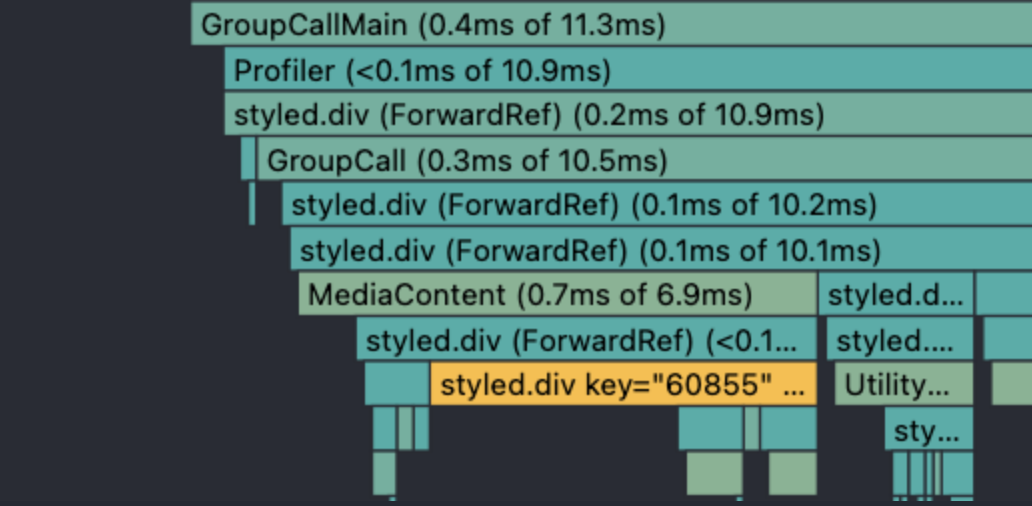 GroupCallMain (0.4ms of 11.3ms)
Profiler (<0.1ms of 10.9ms)
styled.div (ForwardRef) (0.2ms of 10.9ms)
GroupCall (0.3ms of 10.5ms)
styled.div (ForwardRef) (0.1ms of 10.2ms)
styled.div (ForwardRef) (0.1ms of 10.1ms)
MediaContent (0.7ms of 6.9ms) styled.d...
styled.div (ForwardRef) (<0.1... styled....
styled.div key="60855" ... Utility...
sty...